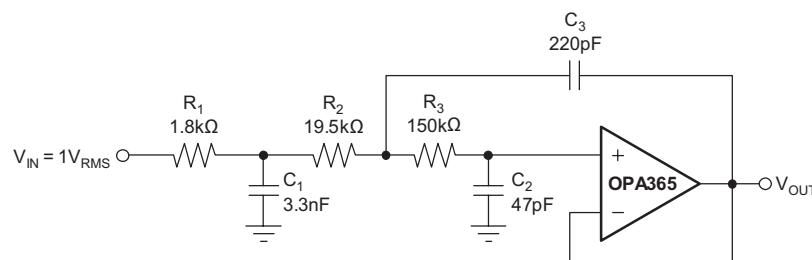 C3
220pF
R1
1.8kΩ
R2
19.5kΩ
R3
150kΩ
VIN = 1VRMS
C1
3.3nF
C2
47pF
+
OPA365
−
VOUT